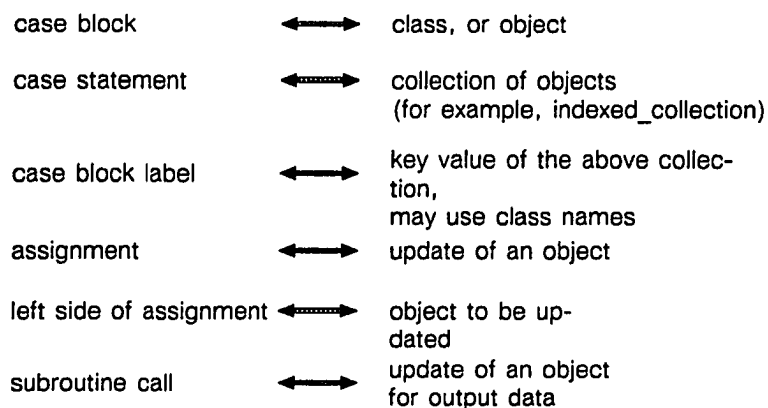 case block class, or object
case statement collection of objects
(for example, indexed_collection)
case block label key value of the above collec-
tion,
may use class names
assignment update of an object
left side of assignment object to be up-
dated
subroutine call update of an object
for output data